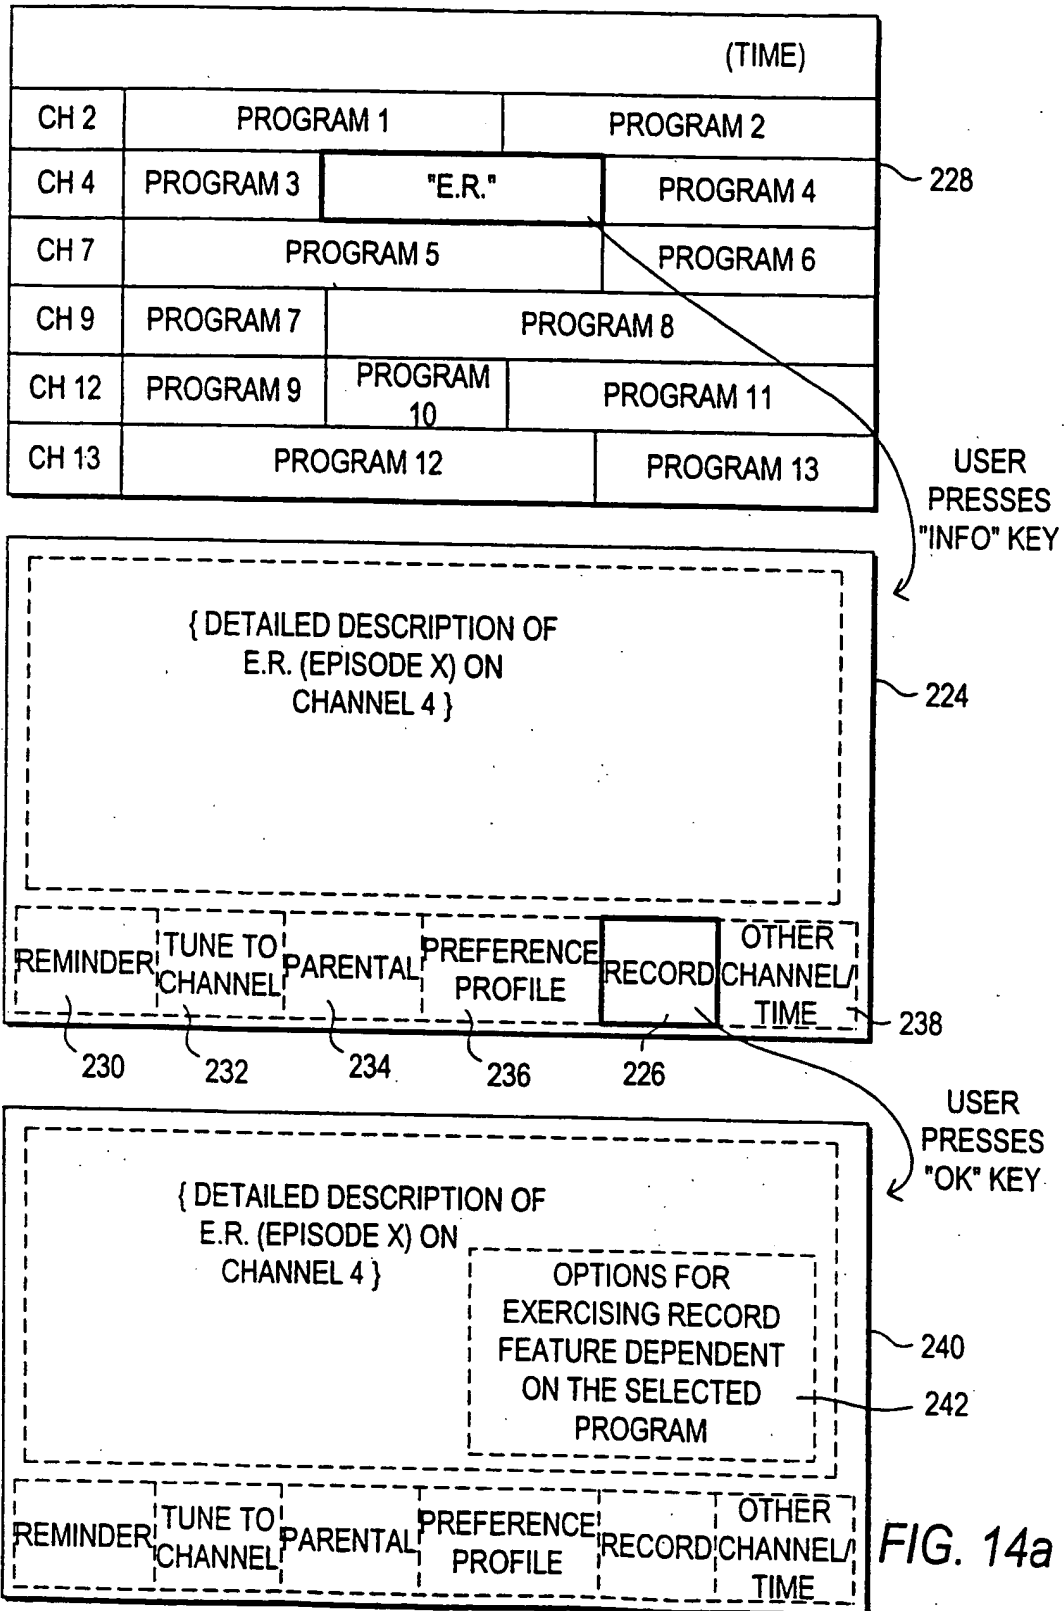 (TIME)
CH 2 PROGRAM 1 PROGRAM 2
CH 4 PROGRAM 3 "E.R." PROGRAM 4
228
CH 7 PROGRAM 5 PROGRAM 6
CH 9 PROGRAM 7 PROGRAM 8
CH 12 PROGRAM 9 PROGRAM
10 PROGRAM 11
CH 13 PROGRAM 12 PROGRAM 13
USER
PRESSES
"INFO" KEY
{ DETAILED DESCRIPTION OF
E.R. (EPISODE X) ON
CHANNEL 4 }
224
REMINDER
TUNE TO
CHANNEL
PARENTAL
PREFERENCE
PROFILE
RECORD
OTHER
CHANNEL/
TIME
238
230
232
234
236
226
USER
PRESSES
"OK" KEY
{ DETAILED DESCRIPTION OF
E.R. (EPISODE X) ON
CHANNEL 4 }
OPTIONS FOR
EXERCISING RECORD
FEATURE DEPENDENT
ON THE SELECTED
PROGRAM
240
242
REMINDER
TUNE TO
CHANNEL
PARENTAL
PREFERENCE
PROFILE
RECORD
OTHER
CHANNEL/
TIME
FIG. 14a